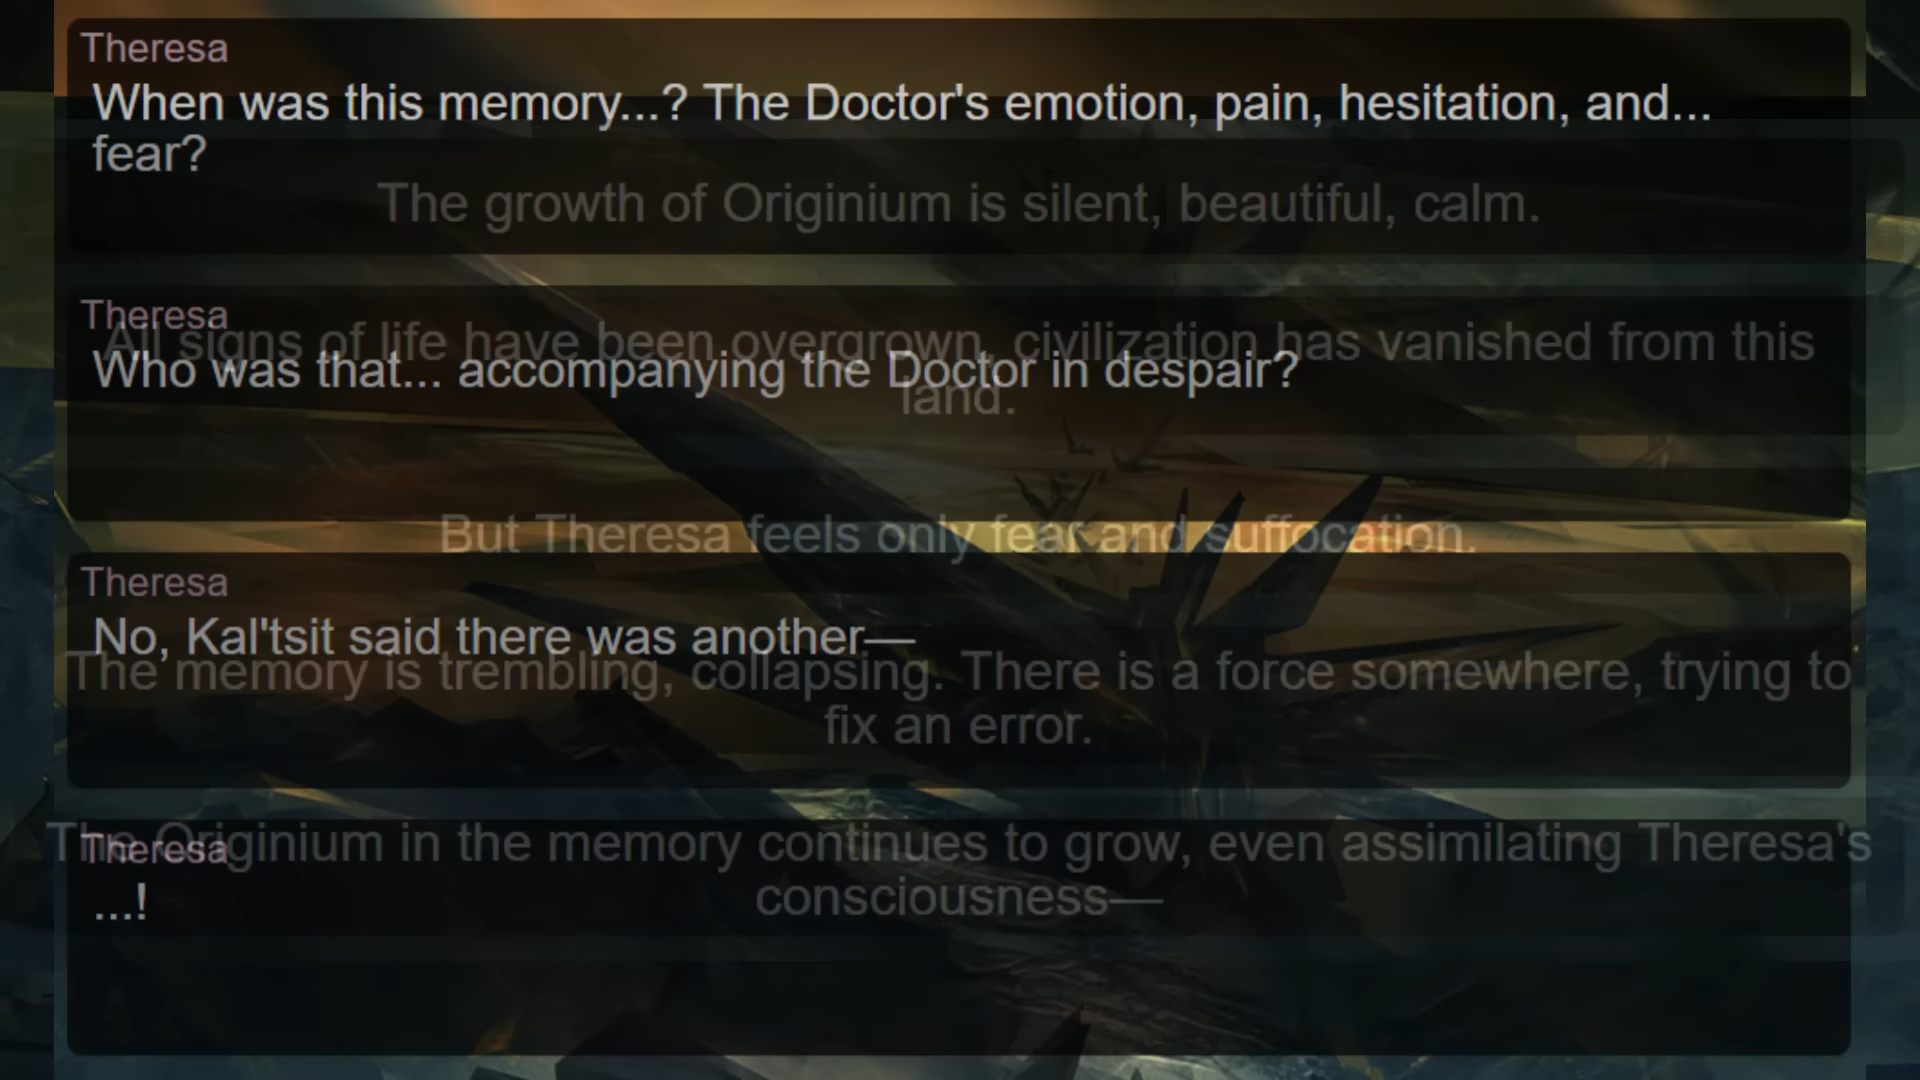 Theresa
When was this memory...? The Doctor's emotion, pain, hesitation, and...
fear?
The growth of Originium is silent, beautiful, calm.
Theresa
All signs of life have been overgrown, civilization has vanished from this
Who was that... accompanying the Doctor in despair?
land.
But Theresa feels only fear and suffocation.
Theresa
No, Kal'tsit said there was another—
The memory is trembling, collapsing. There is a force somewhere, trying to
fix an error.
Theresa
The Originium in the memory continues to grow, even assimilating Theresa's
...!
consciousness—